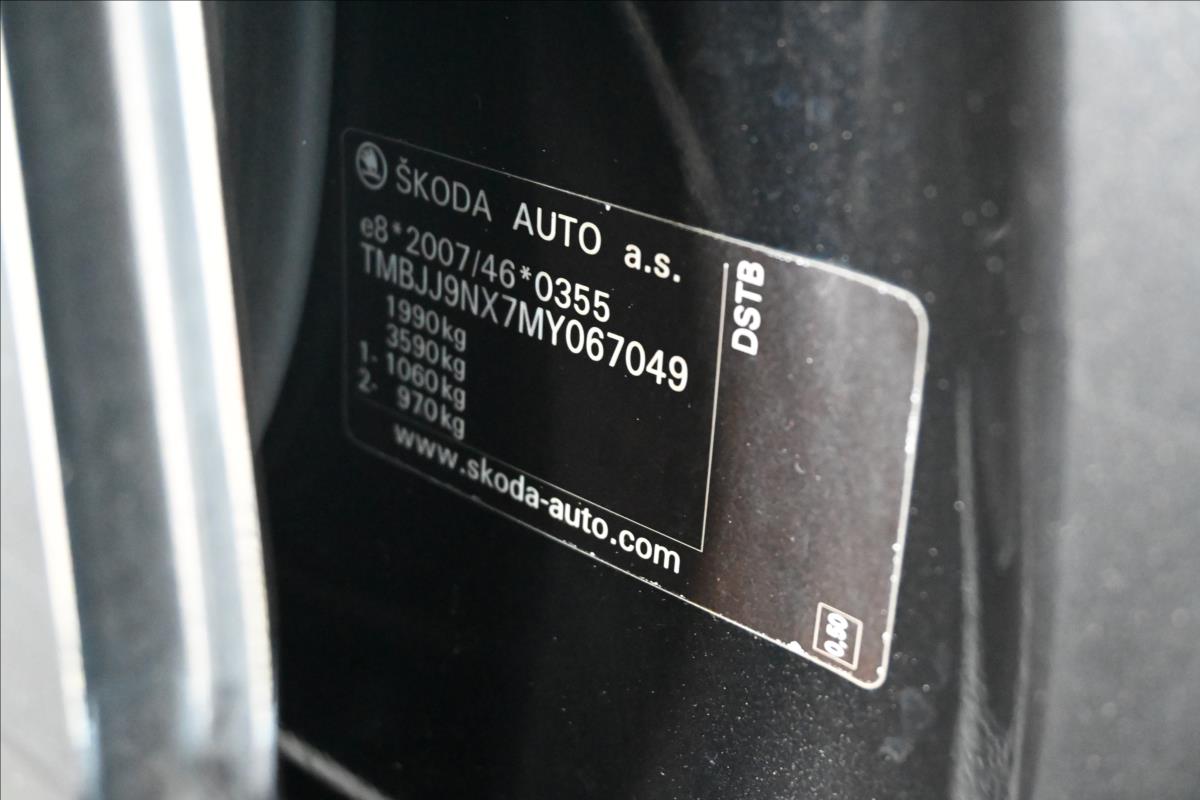 ŠKODA AUTO a.s.
e8*2007/46*0355
TMBJJ9NX7MY067049
1990kg
3590kg
1- 1060kg
2- 970kg
www.skoda-auto.com
DSTB
0,50